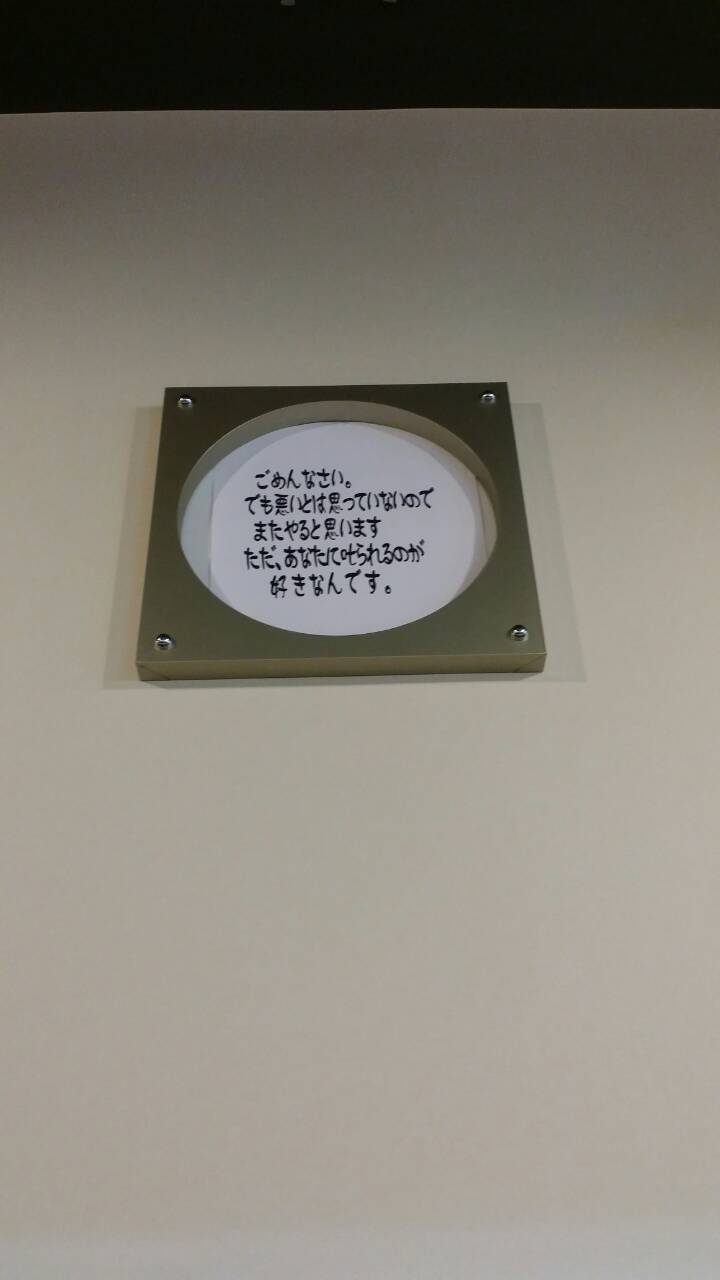 ごめんなさい。
でも悪いとは思っていないので
またやると思います
ただ、あなたに叱られるのが
好きなんです。